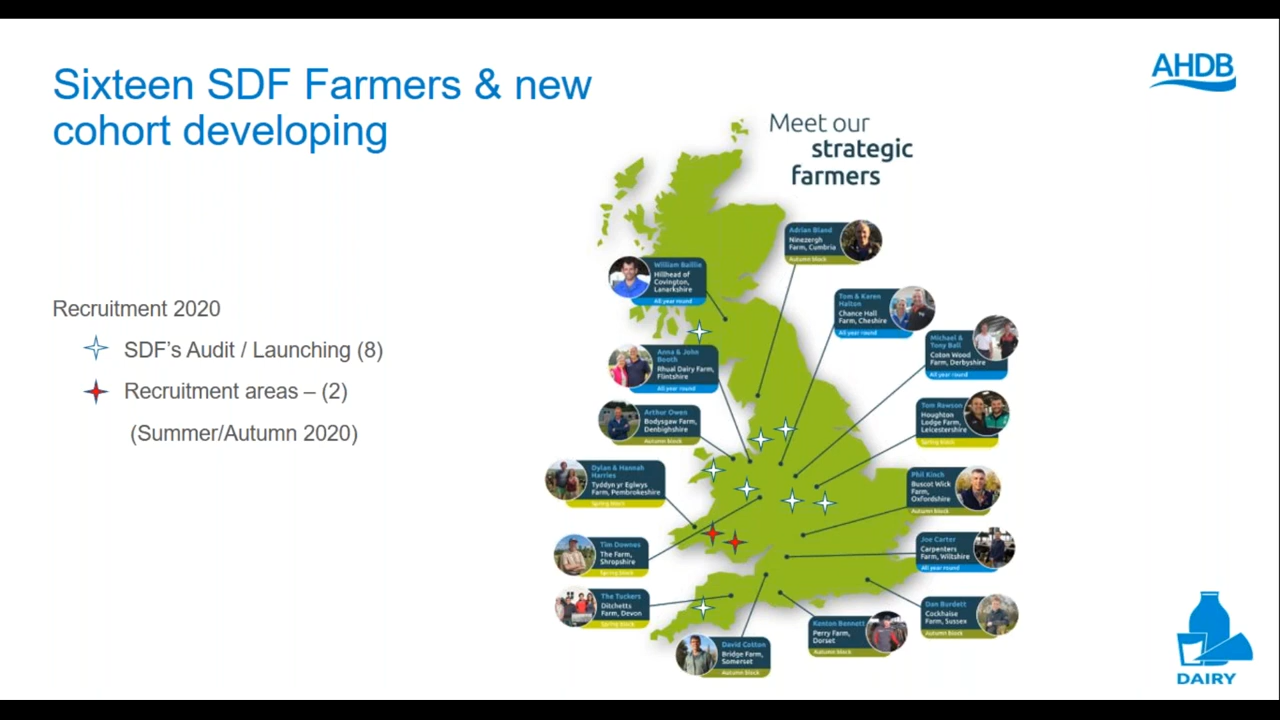 Sixteen SDF Farmers & new
cohort developing
AHDB
Meet our
strategic
farmers
Recruitment 2020
SDF's Audit / Launching (8)
Recruitment areas – (2)
(Summer/Autumn 2020)
Adrian Bland
Ninezergh
Farm, Cumbria
Autumn block
William Baillie
Hillhead of
Covington,
Lanarkshire
All year round
Tom & Karen
Halton
Chance Hall
Farm, Cheshire
All year round
Michael &
Tony Ball
Coton Wood
Farm, Derbyshire
All year round
Anna & John
Booth
Rhual Dairy Farm,
Flintshire
All year round
Arthur Owen
Bodysgaw Farm,
Denbighshire
Autumn block
Tom Rawson
Houghton
Lodge Farm,
Leicestershire
Spring block
Dylan & Hannah
Harries
Tyddyn yr Eglwys
Farm, Pembrokeshire
Spring block
Phil Kinch
Buscot Wick
Farm,
Oxfordshire
Autumn block
Tim Downes
The Farm,
Shropshire
Spring block
Joe Carter
Carpenters
Farm, Wiltshire
All year round
The Tuckers
Ditchetts
Farm, Devon
Spring block
Dan Burdett
Cockhaise
Farm, Sussex
Autumn block
Kenton Bennett
Perry Farm,
Dorset
Autumn block
David Cotton
Bridge Farm,
Somerset
Autumn block
DAIRY